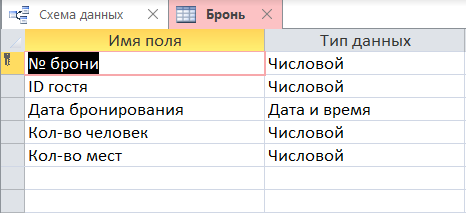 Схема данных
Бронь
Имя поля Тип данных
№ брони Числовой
ID гостя Числовой
Дата бронирования Дата и время
Кол-во человек Числовой
Кол-во мест Числовой